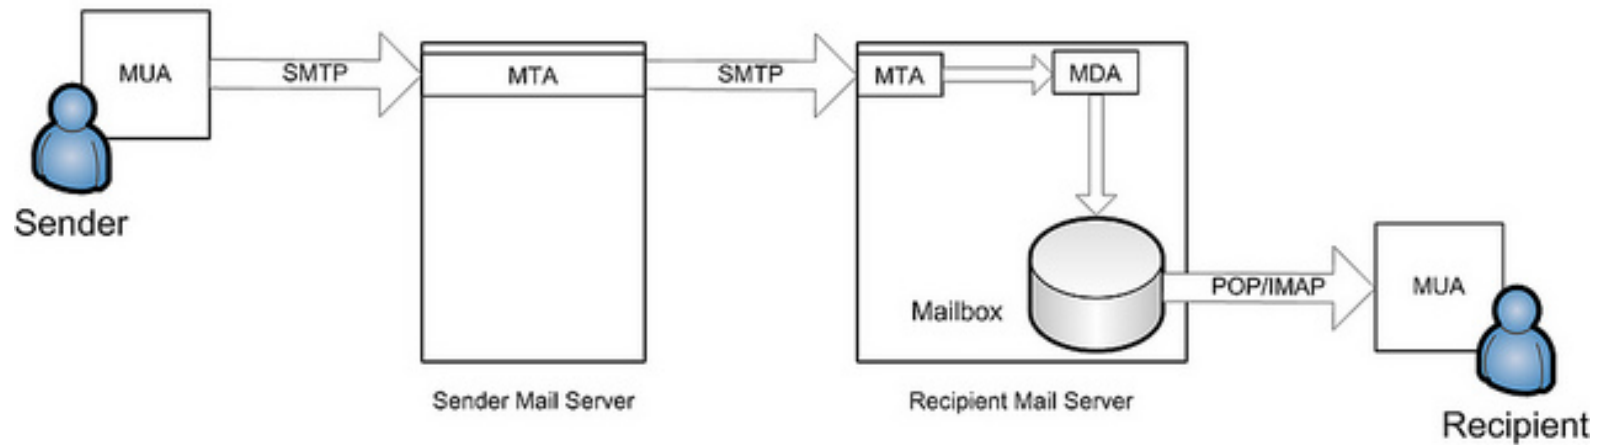 MUA
SMTP
MTA
SMTP
MTA
MDA
Sender
Mailbox
POP/IMAP
MUA
Sender Mail Server
Recipient Mail Server
Recipient